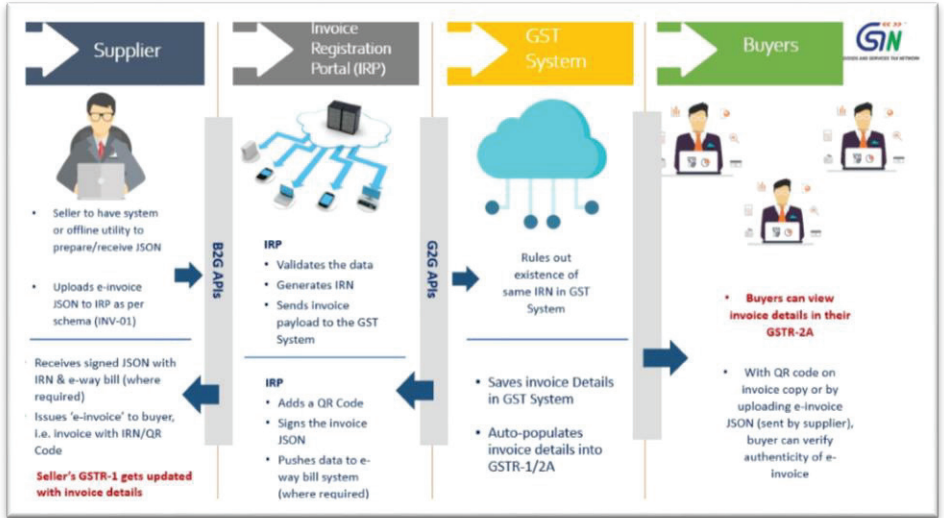 Supplier
Invoice
Registration
Portal (IRP)
GST
System
Buyers
GSTN
GOODS AND SERVICES TAX NETWORK
• Seller to have system
or offline utility to
prepare/receive JSON
• Uploads e-invoice
JSON to IRP as per
schema (INV-01)
Receives signed JSON with
IRN & e-way bill (where
required)
Issues 'e-invoice' to buyer,
i.e. invoice with IRN/QR
Code
Seller's GSTR-1 gets updated
with invoice details
B2G APIs
IRP
• Validates the data
• Generates IRN
• Sends invoice
payload to the GST
System
IRP
• Adds a QR Code
• Signs the invoice
JSON
• Pushes data to e-
way bill system
(where required)
G2G APIs
Rules out
existence of
same IRN in GST
System
• Saves invoice Details
in GST System
• Auto-populates
invoice details into
GSTR-1/2A
• Buyers can view
invoice details in their
GSTR-2A
• With QR code on
invoice copy or by
uploading e-invoice
JSON (sent by supplier),
buyer can verify
authenticity of e-
invoice